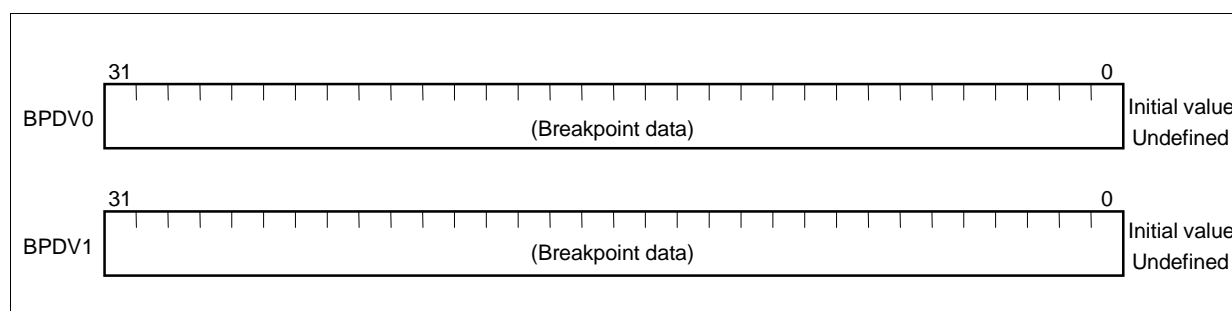 31 0
BPDV0 (Breakpoint data) Initial value
Undefined
31 0
BPDV1 (Breakpoint data) Initial value
Undefined